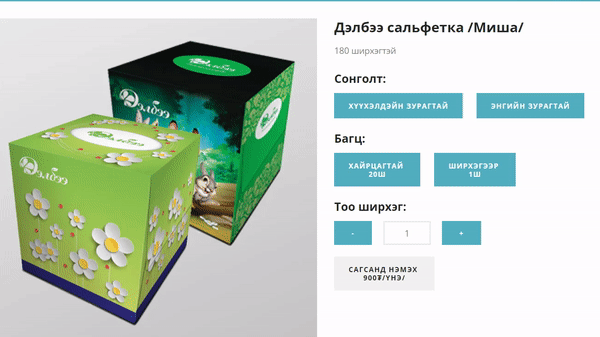 Дэлбээ сальфетка /Миша/
180 ширхэгтэй
Сонголт:
ХҮҮХЭЛДЭЙН ЗУРАГТАЙ
ЭНГИЙН ЗУРАГТАЙ
Багц:
ХАЙРЦАГТАЙ
20Ш
ШИРХЭГЭЭР
1Ш
Тоо ширхэг:
- 1 +
САГСАНД НЭМЭХ
900₮/ҮНЭ/
Дэлбээ
Дэлбээ
Дэлбээ
Дэлбээ